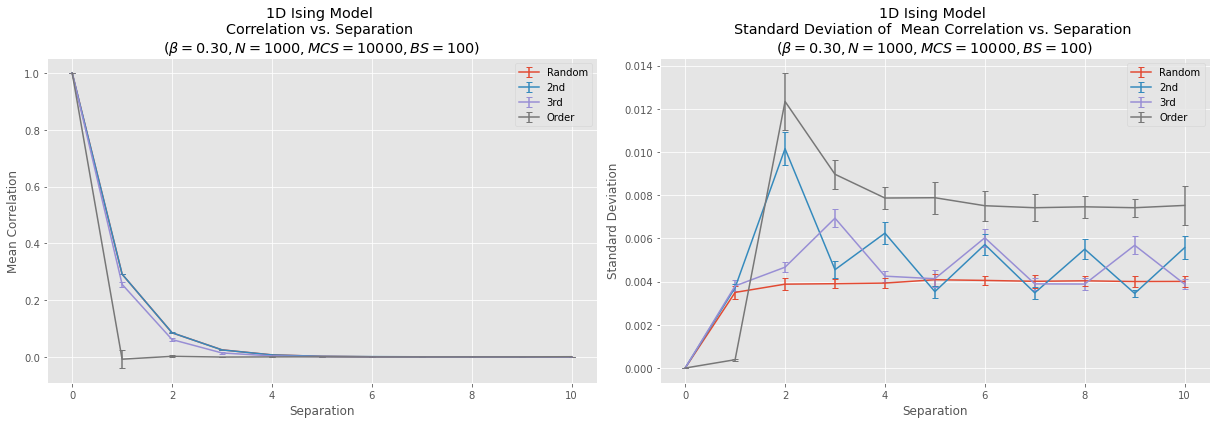 1D Ising Model
Correlation vs. Separation
(β = 0.30, N = 1000, MCS = 10000, BS = 100)
1.0
0.8
0.6
0.4
0.2
0.0
Mean Correlation
0 2 4 6 8 10
Separation
Random
2nd
3rd
Order
1D Ising Model
Standard Deviation of  Mean Correlation vs. Separation
(β = 0.30, N = 1000, MCS = 10000, BS = 100)
0.014
0.012
0.010
0.008
0.006
0.004
0.002
0.000
Standard Deviation
0 2 4 6 8 10
Separation
Random
2nd
3rd
Order